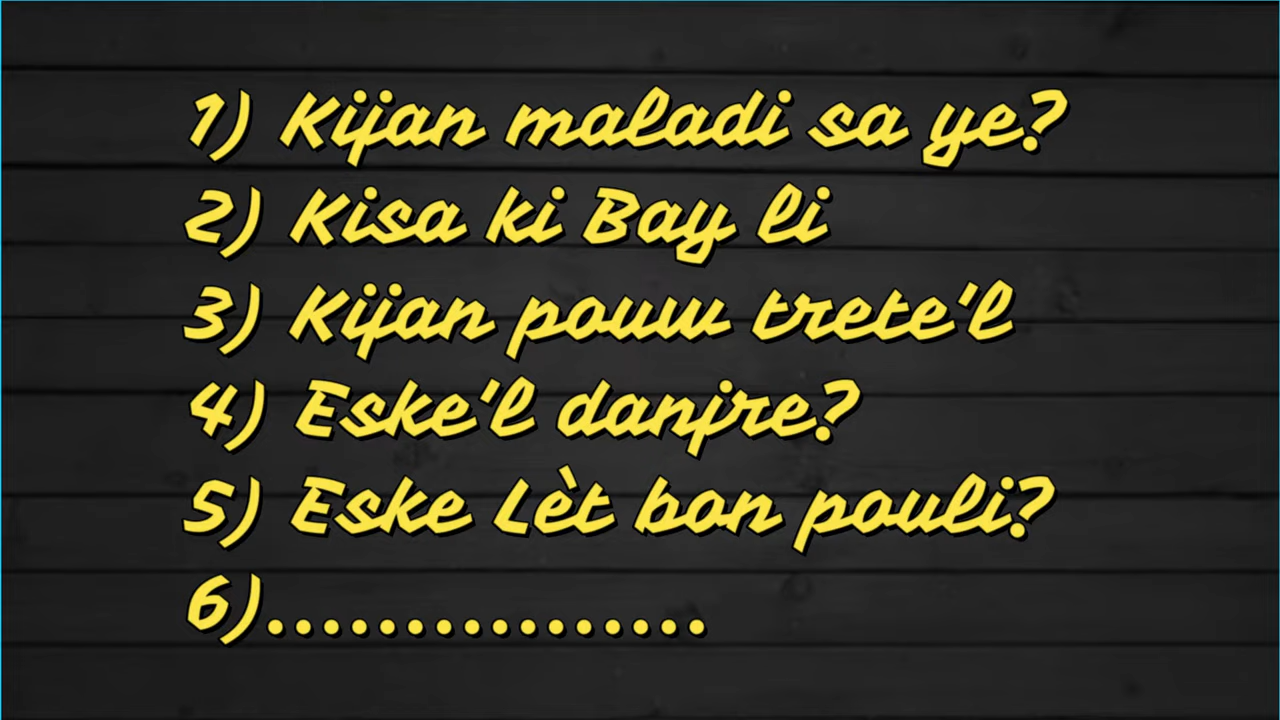 1) Kijan maladi sa ye?
2) Kisa ki Bay li
3) Kijan pouw trete'l
4) Eske'l danjre?
5) Eske Lèt bon pouli?
6).................